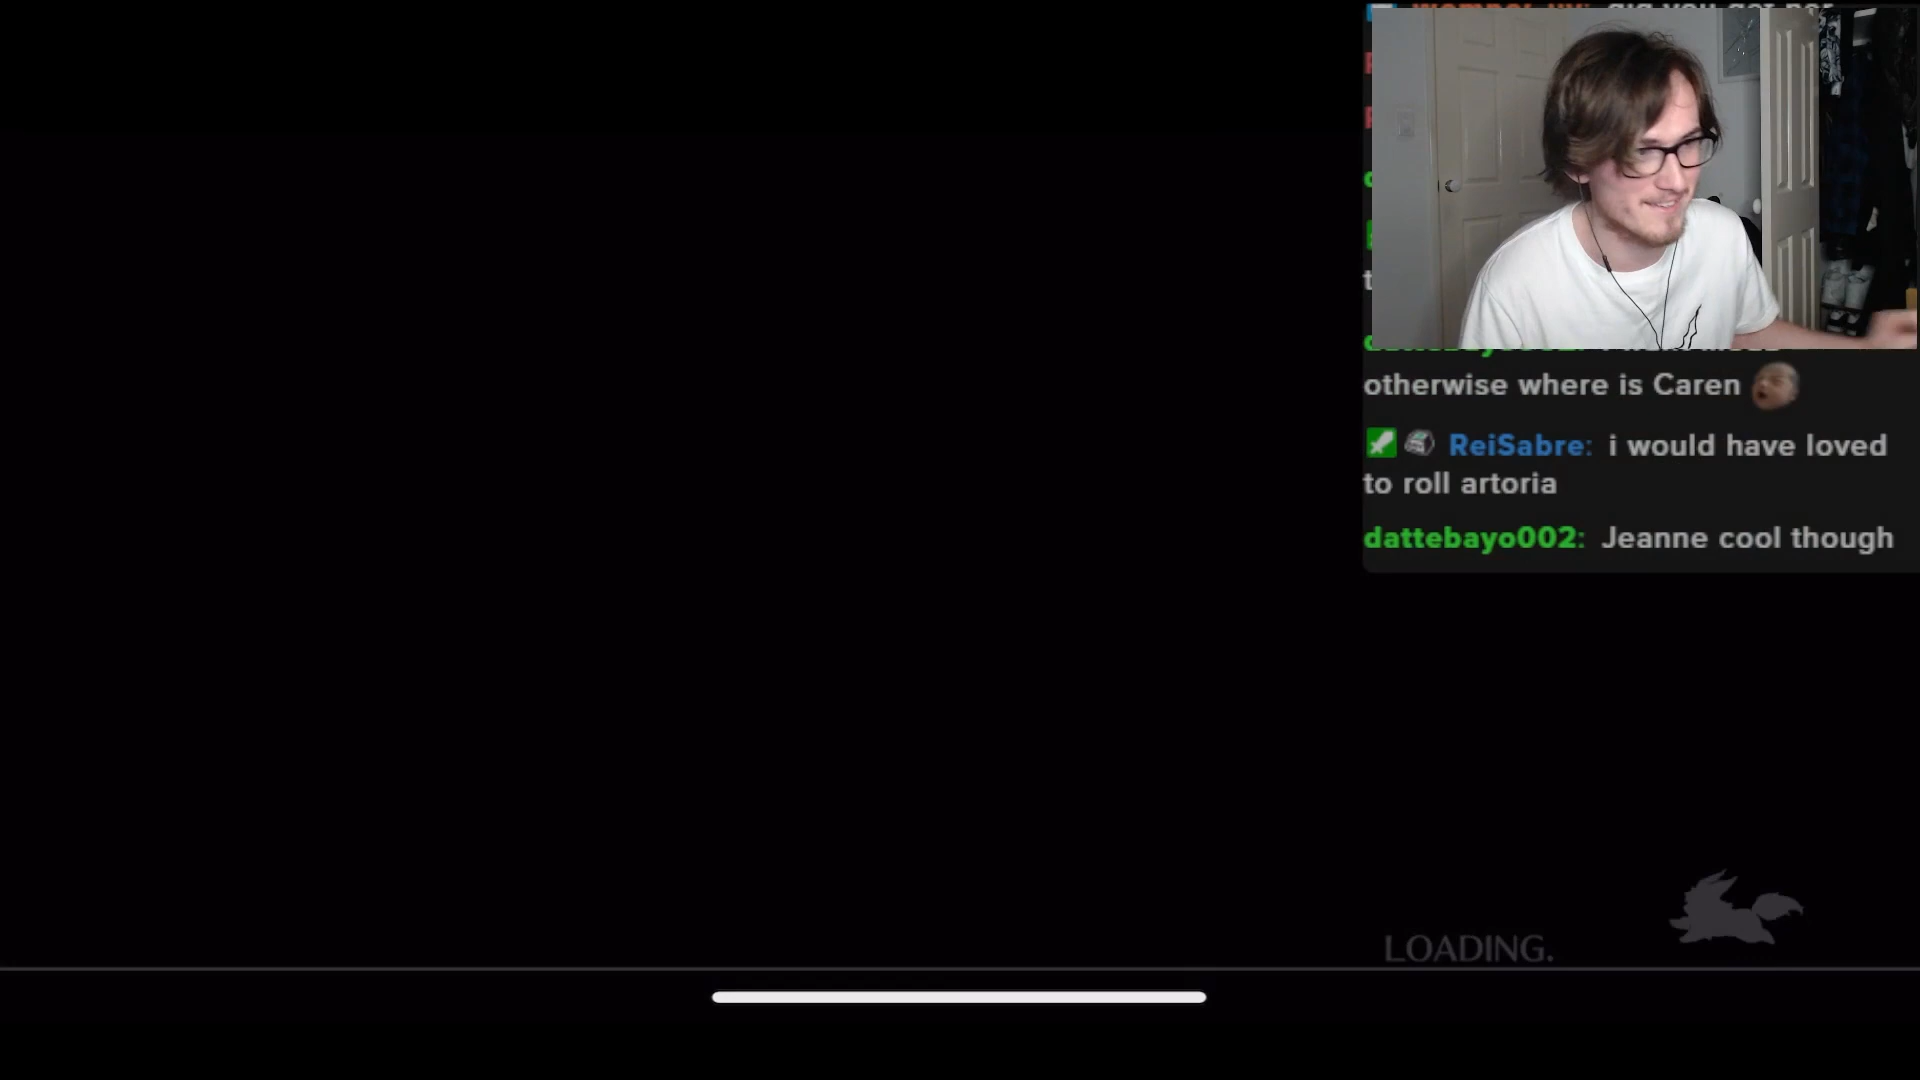 otherwise where is Caren
ReiSabre: i would have loved
to roll artoria
dattebayo002: Jeanne cool though
LOADING.